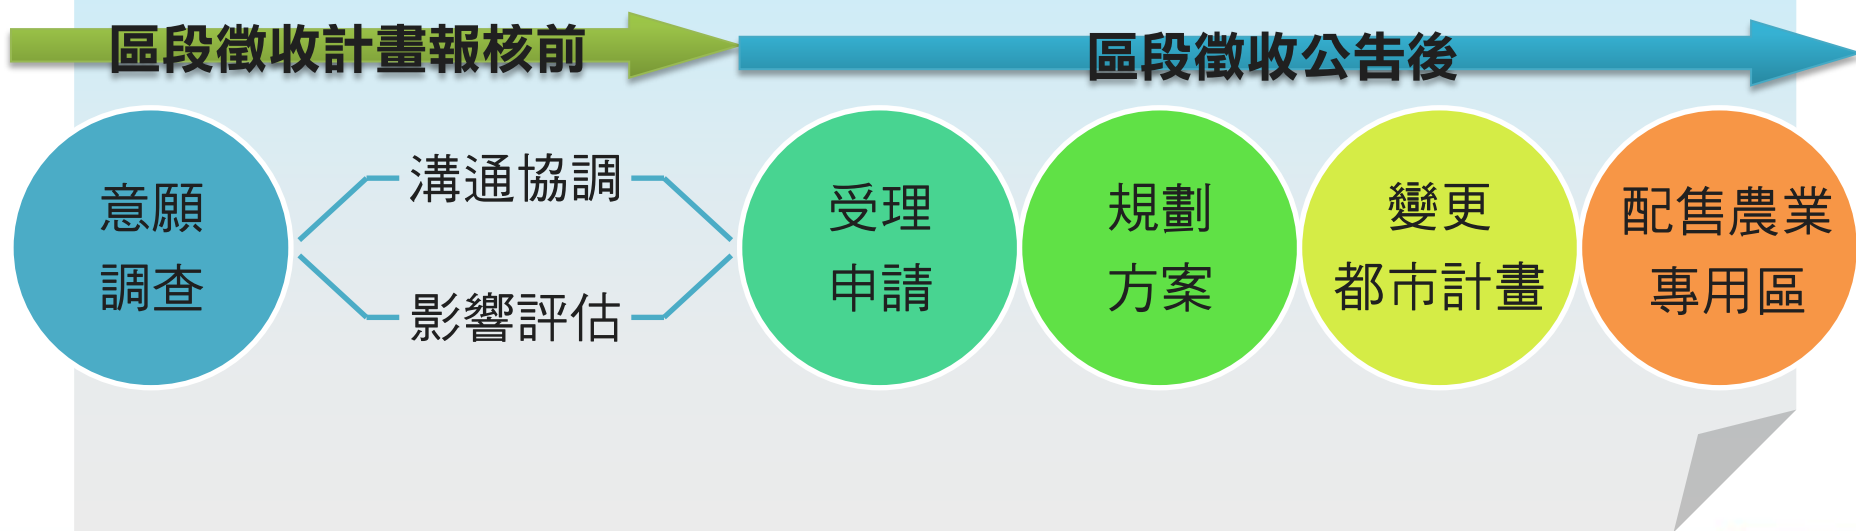 區段徵收計畫報核前
區段徵收公告後
意願
調查
溝通協調
影響評估
受理
申請
規劃
方案
變更
都市計畫
配售農業
專用區